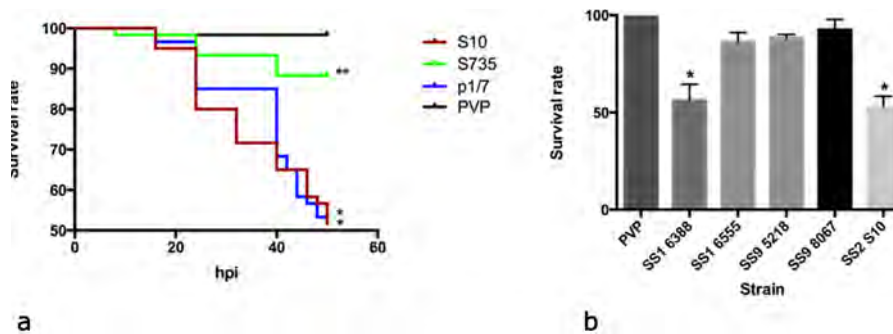 100
90
80
70
60
50
Survival rate
0 20 40 60
hpi
S10
S735
p1/7
PVP
**
*
*
a
100
50
0
Survival rate
*
*
PVP
SS1 6388
SS1 6555
SS9 5218
SS9 8067
SS2 S10
Strain
b